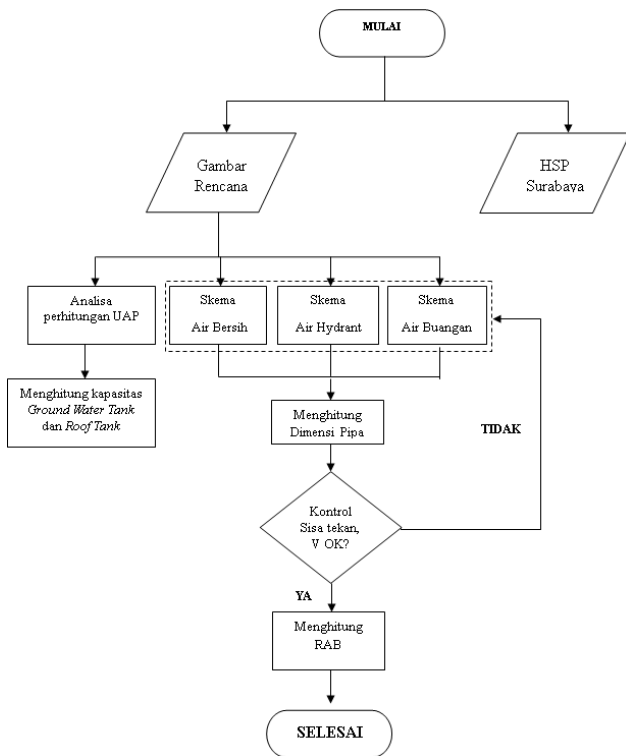 MULAI
Gambar
Rencana
HSP
Surabaya
Analisa
perhitungan UAP
Skema
Air Bersih
Skema
Air Hydrant
Skema
Air Buangan
Menghitung kapasitas
Ground Water Tank
dan Roof Tank
Menghitung
Dimensi Pipa
TIDAK
Kontrol
Sisa tekan,
V OK?
YA
Menghitung
RAB
SELESAI